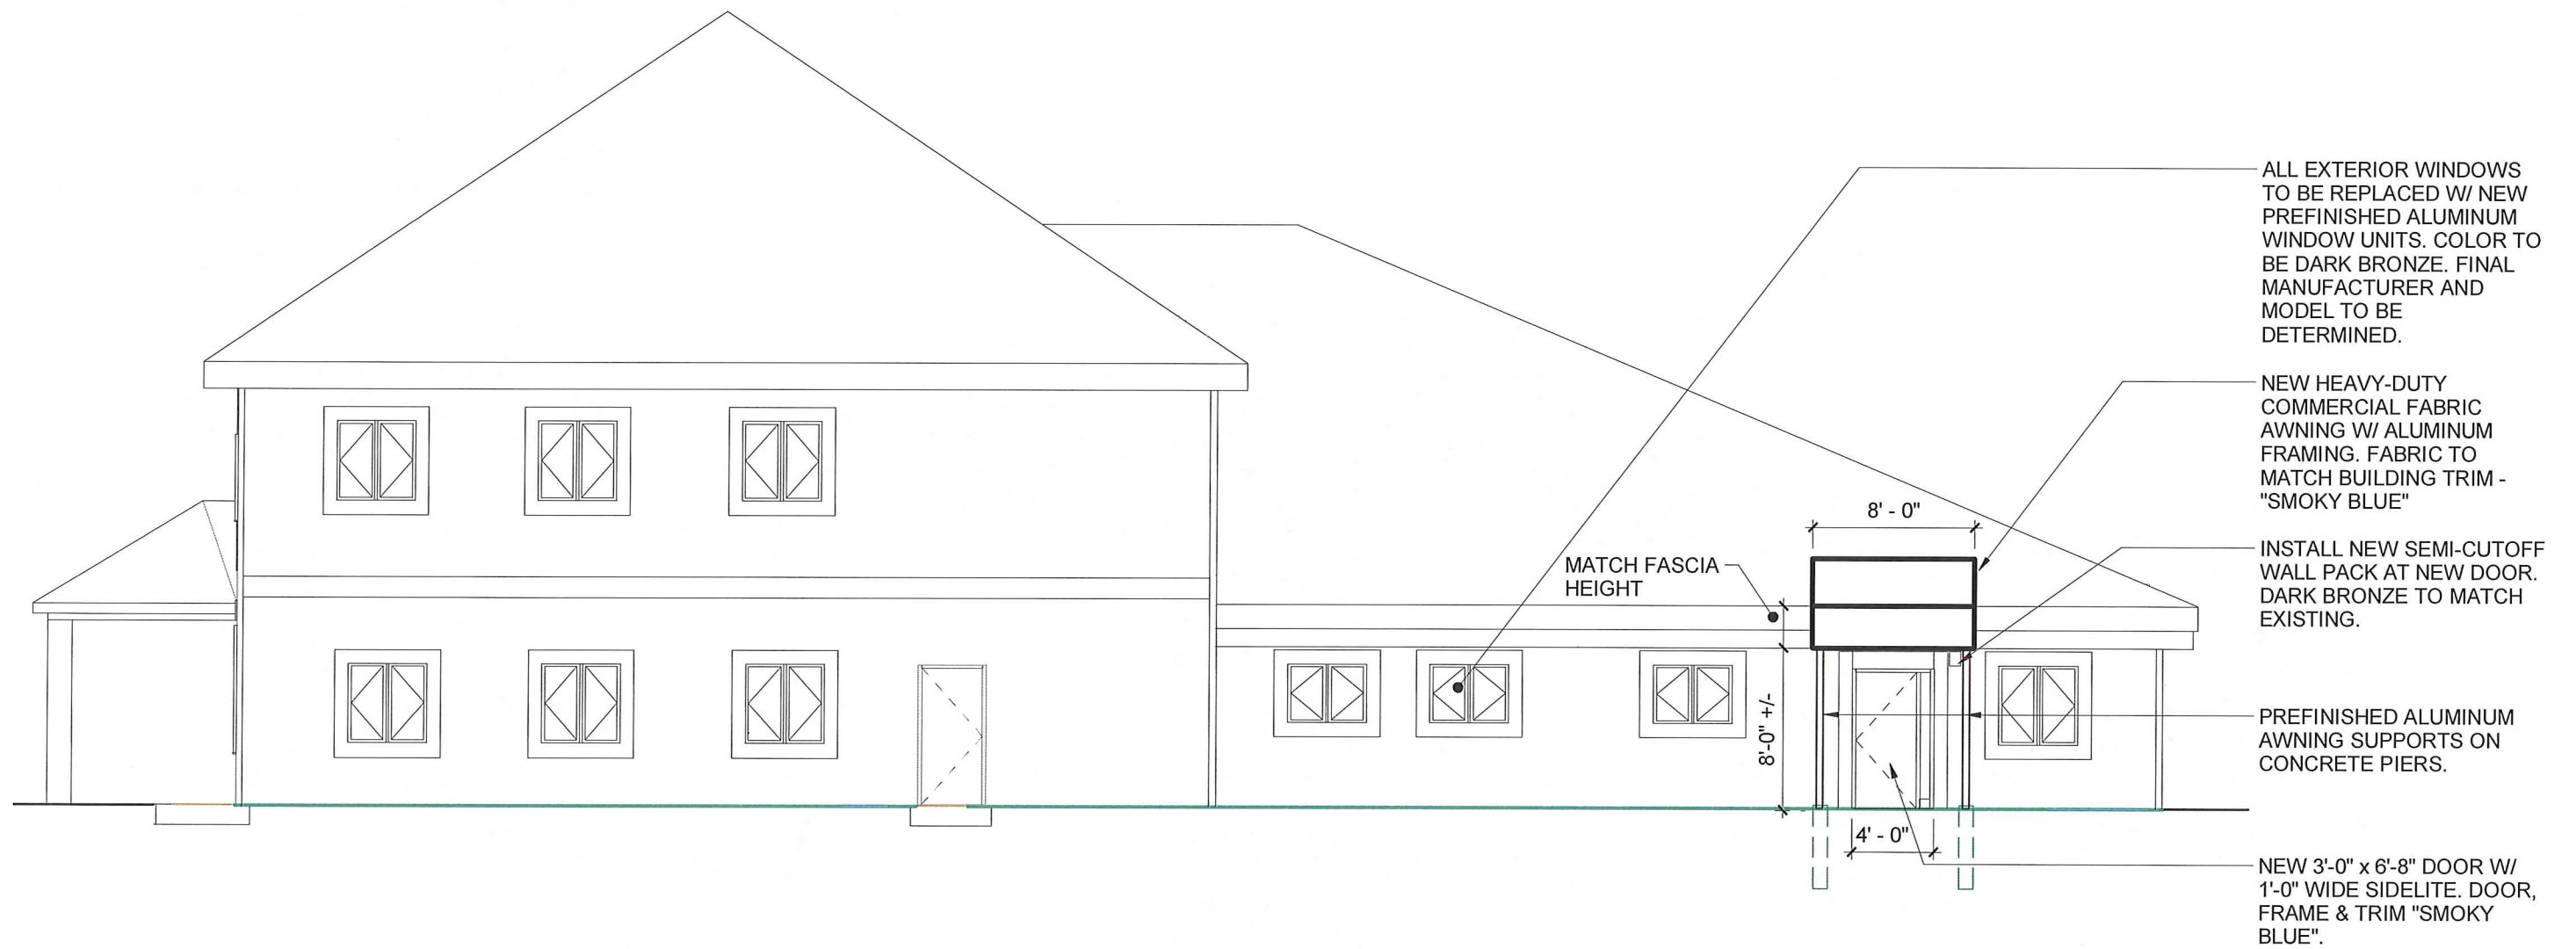 ALL EXTERIOR WINDOWS
TO BE REPLACED W/ NEW
PREFINISHED ALUMINUM
WINDOW UNITS. COLOR TO
BE DARK BRONZE. FINAL
MANUFACTURER AND
MODEL TO BE
DETERMINED.
NEW HEAVY-DUTY
COMMERCIAL FABRIC
AWNING W/ ALUMINUM
FRAMING. FABRIC TO
MATCH BUILDING TRIM -
"SMOKY BLUE"
8' - 0"
MATCH FASCIA
HEIGHT
INSTALL NEW SEMI-CUTOFF
WALL PACK AT NEW DOOR.
DARK BRONZE TO MATCH
EXISTING.
8'-0" +/-
PREFINISHED ALUMINUM
AWNING SUPPORTS ON
CONCRETE PIERS.
4' - 0"
NEW 3'-0" x 6'-8" DOOR W/
1'-0" WIDE SIDELITE. DOOR,
FRAME & TRIM "SMOKY
BLUE".